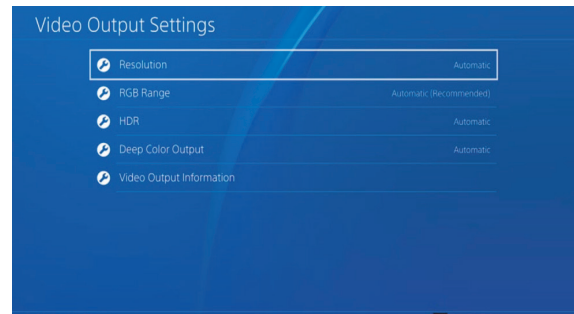 Video Output Settings
Resolution Automatic
RGB Range Automatic (Recommended)
HDR Automatic
Deep Color Output Automatic
Video Output Information